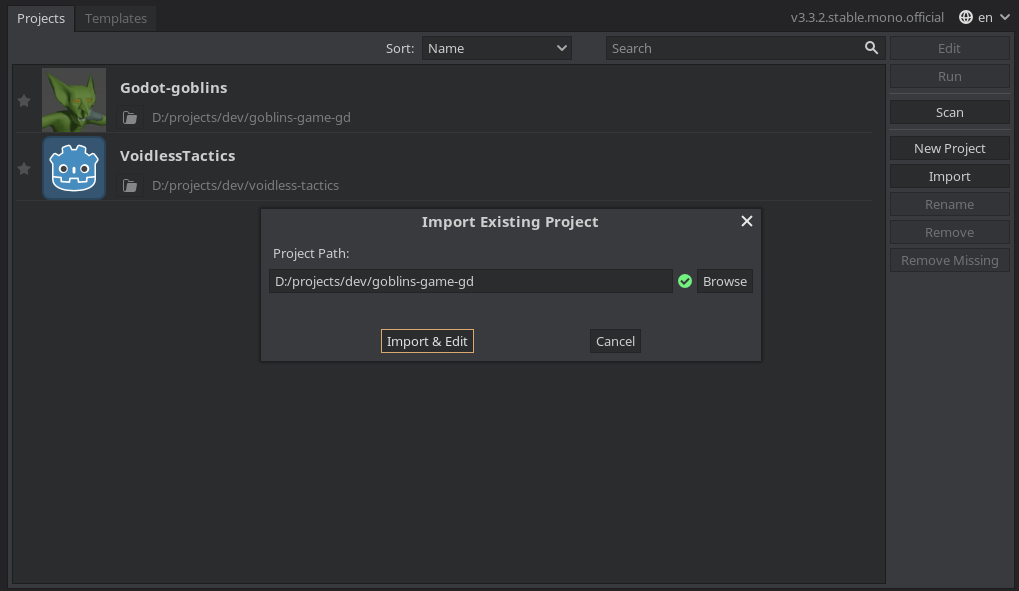 Projects Templates v3.3.2.stable.mono.official en
Sort: Name Search Edit
Run
Scan
New Project
Import
Rename
Remove
Remove Missing
Godot-goblins
D:/projects/dev/goblins-game-gd
VoidlessTactics
D:/projects/dev/voidless-tactics
Import Existing Project
Project Path:
D:/projects/dev/goblins-game-gd Browse
Import & Edit Cancel